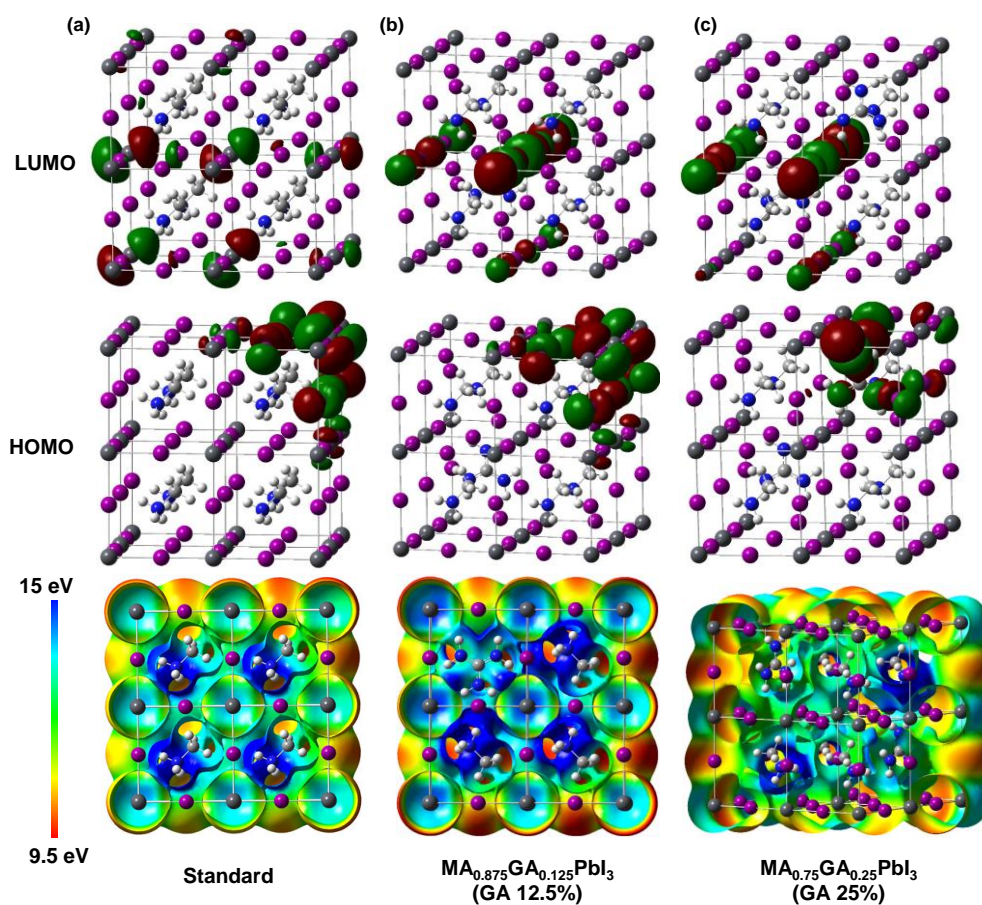 (a)
(b)
(c)
LUMO
HOMO
15 eV
9.5 eV
Standard
MA₀.₈₇₅GA₀.₁₂₅PbI₃
(GA 12.5%)
MA₀.₇₅GA₀.₂₅PbI₃
(GA 25%)